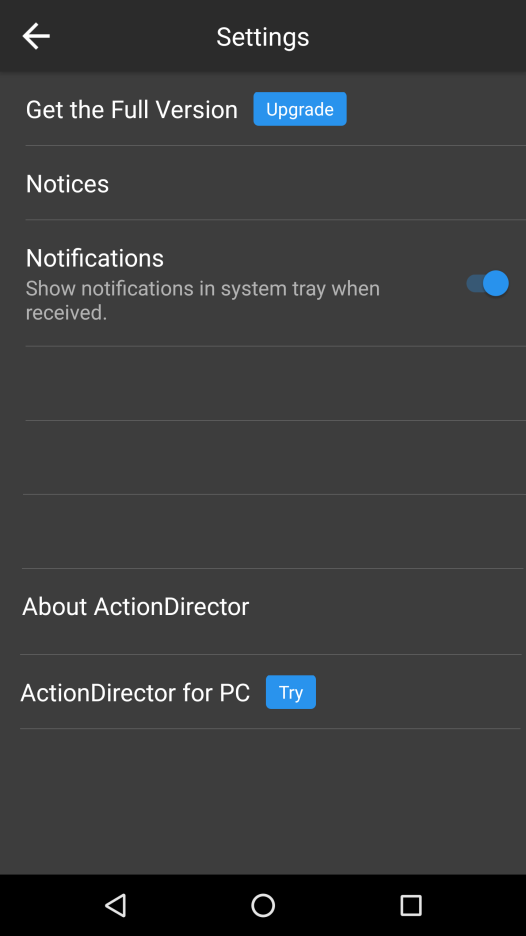 Settings
Get the Full Version Upgrade
Notices
Notifications
Show notifications in system tray when
received.
About ActionDirector
ActionDirector for PC Try